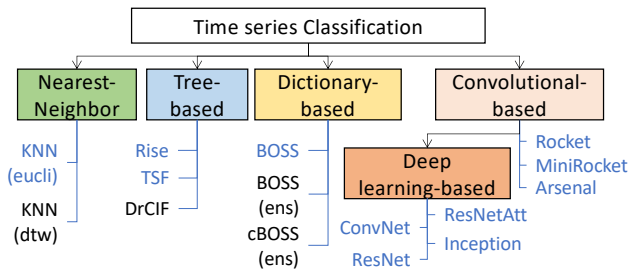 Time series Classification
Nearest-
Neighbor
Tree-
based
Dictionary-
based
Convolutional-
based
KNN
(eucli)
KNN
(dtw)
Rise
TSF
DrCIF
BOSS
BOSS
(ens)
cBOSS
(ens)
Rocket
MiniRocket
Arsenal
Deep
learning-based
ResNetAtt
ConvNet
Inception
ResNet